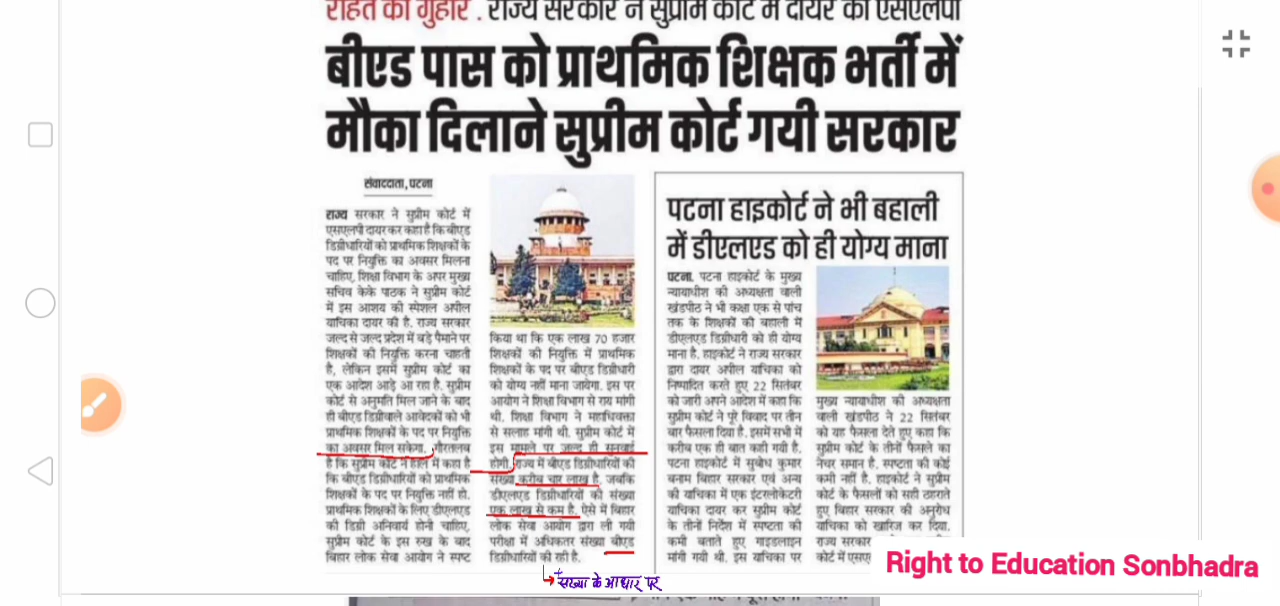 राहत की गुहार . राज्य सरकार ने सुप्रीम कोर्ट में दायर की एसएलपी
बीएड पास को प्राथमिक शिक्षक भर्ती में
मौका दिलाने सुप्रीम कोर्ट गयी सरकार
संवाददाता, पटना
राज्य सरकार ने सुप्रीम कोर्ट में
एसएलपी दायर कर कहा है कि बीएड
डिग्रीधारियों को प्राथमिक शिक्षकों के
पद पर नियुक्ति का अवसर मिलना
चाहिए. शिक्षा विभाग के अपर मुख्य
सचिव केके पाठक ने सुप्रीम कोर्ट
में इस आशय की स्पेशल अपील
याचिका दायर की है. राज्य सरकार
जल्द से जल्द प्रदेश में बड़े पैमाने पर
शिक्षकों की नियुक्ति करना चाहती
है, लेकिन इसमें सुप्रीम कोर्ट का
एक आदेश आड़े आ रहा है. सुप्रीम
कोर्ट से अनुमति मिल जाने के बाद
ही बीएड डिग्रीवाले आवेदकों को भी
प्राथमिक शिक्षकों के पद पर नियुक्ति
का अवसर मिल सकेगा. गौरतलब
है कि सुप्रीम कोर्ट ने हाल में कहा है
कि बीएड डिग्रीधारियों को प्राथमिक
शिक्षकों के पद पर नियुक्ति नहीं हो.
प्राथमिक शिक्षकों के लिए डीएलएड
की डिग्री अनिवार्य होनी चाहिए.
सुप्रीम कोर्ट के इस रुख के बाद
बिहार लोक सेवा आयोग ने स्पष्ट
किया था कि एक लाख 70 हजार
शिक्षकों की नियुक्ति में प्राथमिक
शिक्षकों के पद पर बीएड डिग्रीधारी
को योग्य नहीं माना जायेगा. इस पर
आयोग ने शिक्षा विभाग से राय मांगी
थी. शिक्षा विभाग ने महाधिवक्ता
से सलाह मांगी थी. सुप्रीम कोर्ट में
इस मामले पर जल्द ही सुनवाई
होगी. राज्य में बीएड डिग्रीधारियों की
संख्या करीब चार लाख है. जबकि
डीएलएड डिग्रीधारियों की संख्या
एक लाख से कम है. ऐसे में बिहार
लोक सेवा आयोग द्वारा ली गयी
परीक्षा में अधिकतर संख्या बीएड
डिग्रीधारियों की रही है.
संख्या के आधार पर
पटना हाइकोर्ट ने भी बहाली
में डीएलएड को ही योग्य माना
पटना. पटना हाइकोर्ट के मुख्य
न्यायाधीश की अध्यक्षता वाली
खंडपीठ ने भी कक्षा एक से पांच
तक के शिक्षकों की बहाली में
डीएलएड डिग्रीधारी को ही योग्य
माना है. हाइकोर्ट ने राज्य सरकार
द्वारा दायर अपील याचिका को
निष्पादित करते हुए 22 सितंबर
को जारी अपने आदेश में कहा कि
सुप्रीम कोर्ट ने पूरे विवाद पर तीन
बार फैसला दिया है. इसमें सभी में
करीब एक ही बात कही गयी है.
पटना हाइकोर्ट में सुबोध कुमार
बनाम बिहार सरकार एवं अन्य
की याचिका में एक इंटरलोकेटरी
याचिका दायर कर सुप्रीम कोर्ट
के तीनों निर्देश में स्पष्टता की
कमी बताते हुए गाइडलाइन
मांगी गयी थी. इस याचिका पर
मुख्य न्यायाधीश की अध्यक्षता
वाली खंडपीठ ने 22 सितंबर
को यह फैसला देते हुए कहा कि
सुप्रीम कोर्ट के तीनों फैसले का
नेचर समान है. स्पष्टता की कोई
कमी नहीं है. हाइकोर्ट ने सुप्रीम
कोर्ट के फैसलों को सही ठहराते
हुए बिहार सरकार की अनुरोध
याचिका को खारिज कर दिया.
राज्य सरकार
कोर्ट में एसए
Right to Education Sonbhadra